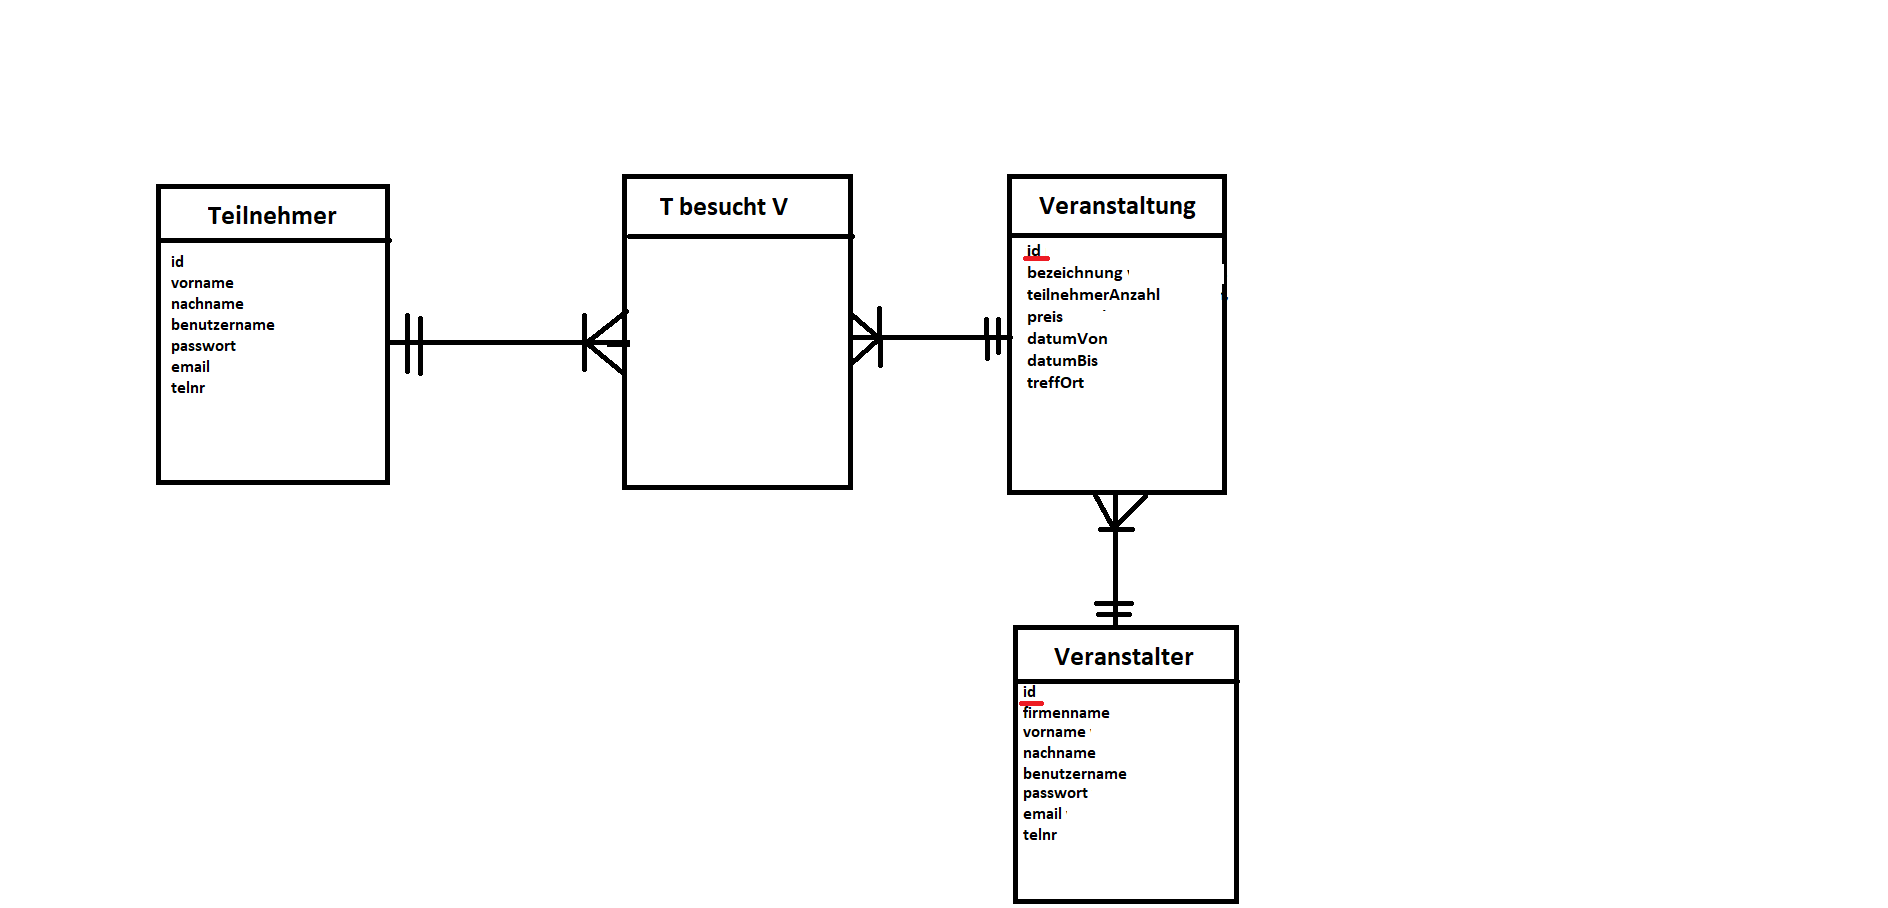 Teilnehmer
id
vorname
nachname
benutzername
passwort
email
telnr
T besucht V
Veranstaltung
id
bezeichnung
teilnehmerAnzahl
preis
datumVon
datumBis
treffOrt
Veranstalter
id
firmenname
vorname
nachname
benutzername
passwort
email
telnr